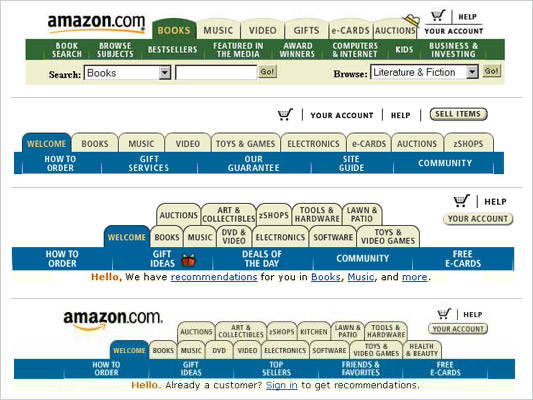 amazon.com
BOOKS MUSIC VIDEO GIFTS e-CARDS AUCTIONS HELP YOUR ACCOUNT
BOOK SEARCH BROWSE SUBJECTS BESTSELLERS FEATURED IN THE MEDIA AWARD WINNERS COMPUTERS & INTERNET KIDS BUSINESS & INVESTING
Search: Books Go! Browse: Literature & Fiction Go!
YOUR ACCOUNT HELP SELL ITEMS
WELCOME BOOKS MUSIC VIDEO TOYS & GAMES ELECTRONICS e-CARDS AUCTIONS zSHOPS
HOW TO ORDER GIFT SERVICES OUR GUARANTEE SITE GUIDE COMMUNITY
HELP
YOUR ACCOUNT
AUCTIONS ART & COLLECTIBLES zSHOPS TOOLS & HARDWARE LAWN & PATIO
WELCOME BOOKS MUSIC DVD & VIDEO ELECTRONICS SOFTWARE TOYS & VIDEO GAMES
HOW TO ORDER GIFT IDEAS DEALS OF THE DAY COMMUNITY FREE E-CARDS
Hello, We have recommendations for you in Books, Music, and more.
amazon.com.
HELP
YOUR ACCOUNT
AUCTIONS ART & COLLECTIBLES zSHOPS KITCHEN LAWN & PATIO TOOLS & HARDWARE
WELCOME BOOKS MUSIC DVD VIDEO ELECTRONICS SOFTWARE TOYS & VIDEO GAMES HEALTH & BEAUTY
HOW TO ORDER GIFT IDEAS TOP SELLERS FRIENDS & FAVORITES FREE E-CARDS
Hello. Already a customer? Sign in to get recommendations.